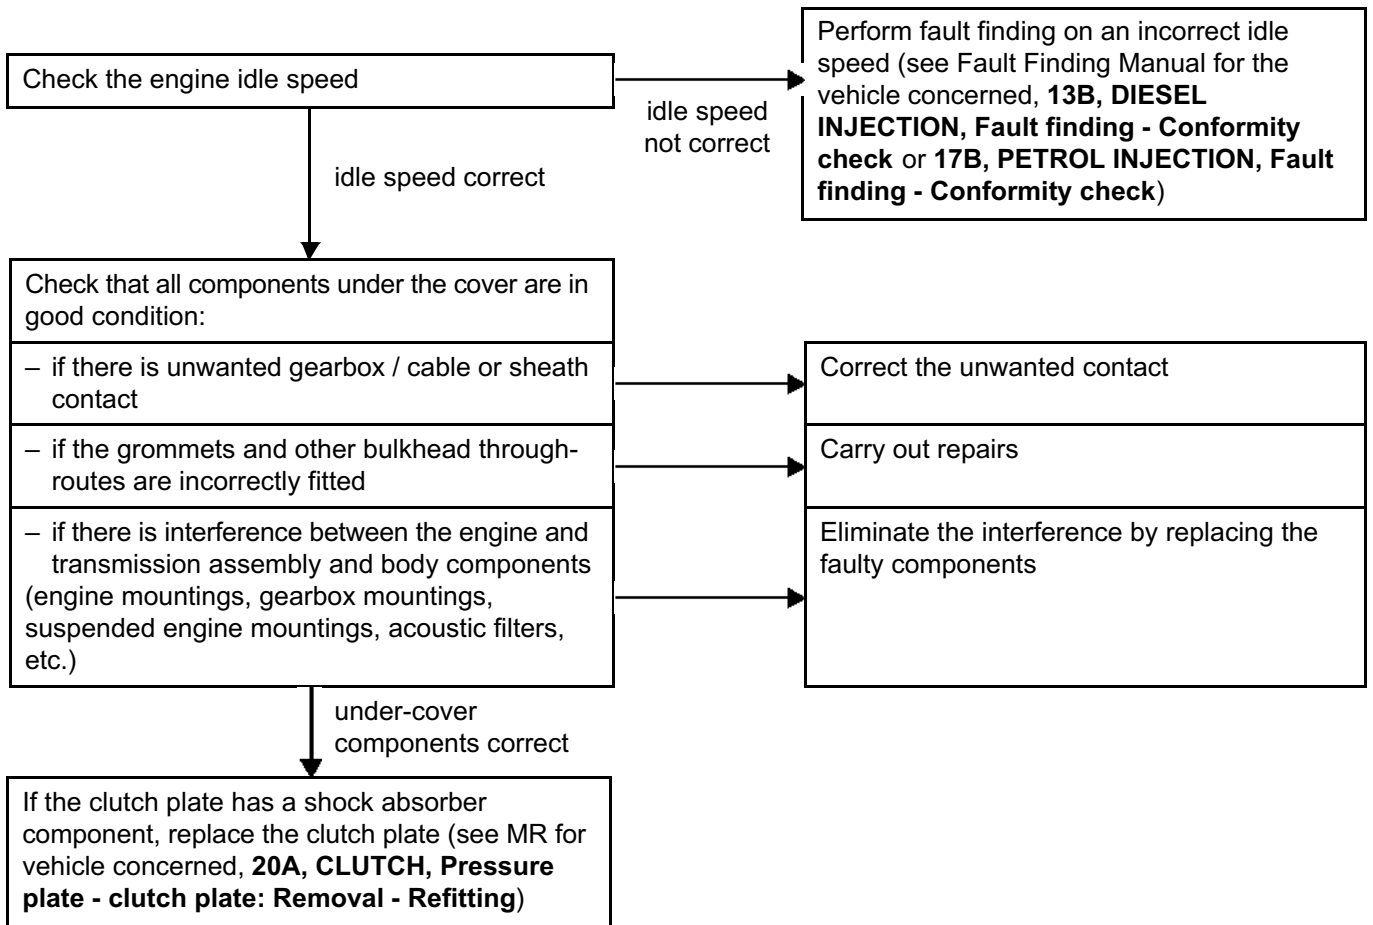 Check the engine idle speed
idle speed
not correct
Perform fault finding on an incorrect idle
speed (see Fault Finding Manual for the
vehicle concerned, 13B, DIESEL
INJECTION, Fault finding - Conformity
check or 17B, PETROL INJECTION, Fault
finding - Conformity check)
idle speed correct
Check that all components under the cover are in
good condition:
– if there is unwanted gearbox / cable or sheath
contact
Correct the unwanted contact
– if the grommets and other bulkhead through-
routes are incorrectly fitted
Carry out repairs
– if there is interference between the engine and
transmission assembly and body components
(engine mountings, gearbox mountings,
suspended engine mountings, acoustic filters,
etc.)
Eliminate the interference by replacing the
faulty components
under-cover
components correct
If the clutch plate has a shock absorber
component, replace the clutch plate (see MR for
vehicle concerned, 20A, CLUTCH, Pressure
plate - clutch plate: Removal - Refitting)